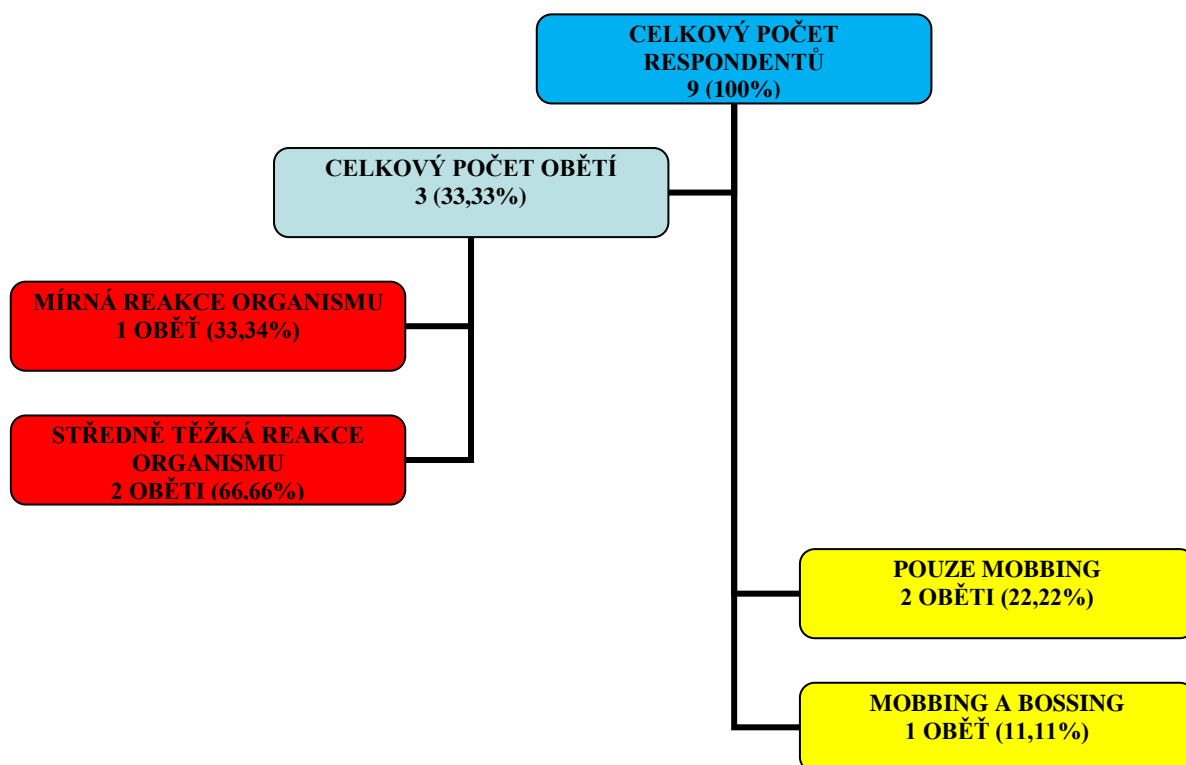 CELKOVÝ POČET
RESPONDENTŮ
9 (100%)
CELKOVÝ POČET OBĚTÍ
3 (33,33%)
MÍRNÁ REAKCE ORGANISMU
1 OBĚŤ (33,34%)
STŘEDNĚ TĚŽKÁ REAKCE
ORGANISMU
2 OBĚTI (66,66%)
POUZE MOBBING
2 OBĚTI (22,22%)
MOBBING A BOSSING
1 OBĚŤ (11,11%)